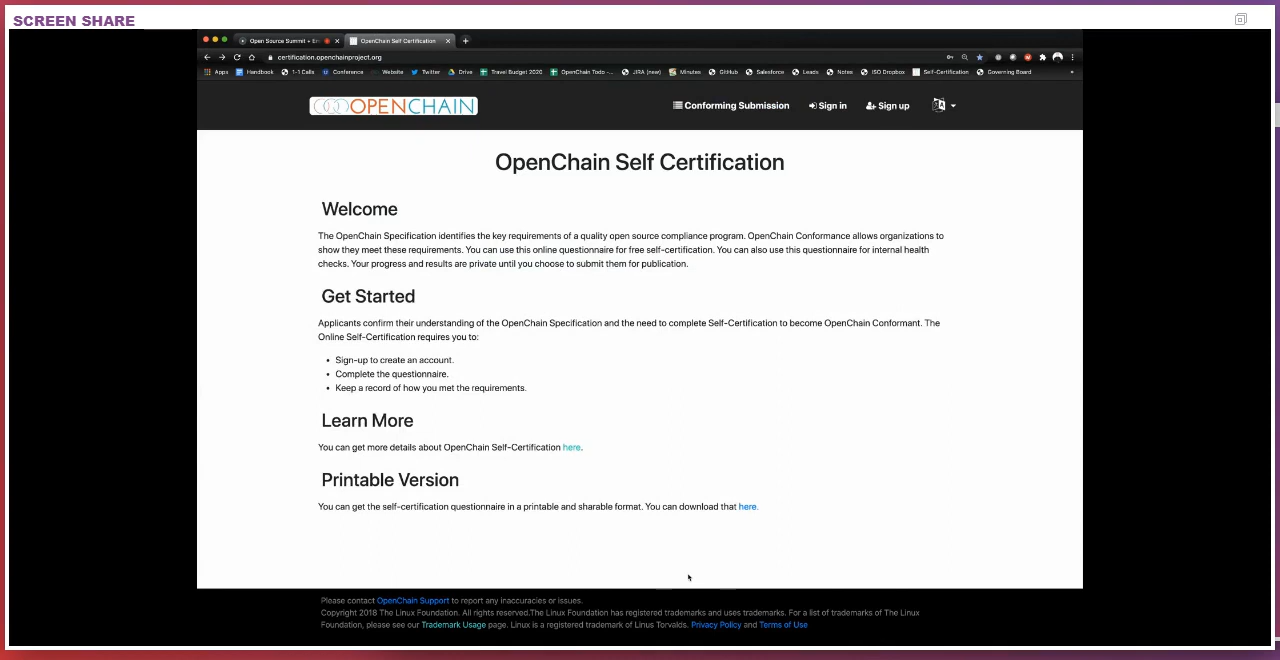 SCREEN SHARE
Open Source Summit + Em
OpenChain Self Certification
certification.openchainproject.org
Apps Handbook 1-1 Calls Conference Website Twitter Drive Travel Budget 2020 OpenChain Todo -... JIRA (new) Minutes GitHub Salesforce Leads Notes ISO Dropbox Self-Certification Governing Board »
OPENCHAIN Conforming Submission Sign in Sign up
OpenChain Self Certification
Welcome
The OpenChain Specification identifies the key requirements of a quality open source compliance program. OpenChain Conformance allows organizations to
show they meet these requirements. You can use this online questionnaire for free self-certification. You can also use this questionnaire for internal health
checks. Your progress and results are private until you choose to submit them for publication.
Get Started
Applicants confirm their understanding of the OpenChain Specification and the need to complete Self-Certification to become OpenChain Conformant. The
Online Self-Certification requires you to:
• Sign-up to create an account.
• Complete the questionnaire.
• Keep a record of how you met the requirements.
Learn More
You can get more details about OpenChain Self-Certification here.
Printable Version
You can get the self-certification questionnaire in a printable and sharable format. You can download that here.
Please contact OpenChain Support to report any inaccuracies or issues.
Copyright 2018 The Linux Foundation. All rights reserved.The Linux Foundation has registered trademarks and uses trademarks. For a list of trademarks of The Linux
Foundation, please see our Trademark Usage page. Linux is a registered trademark of Linus Torvalds. Privacy Policy and Terms of Use